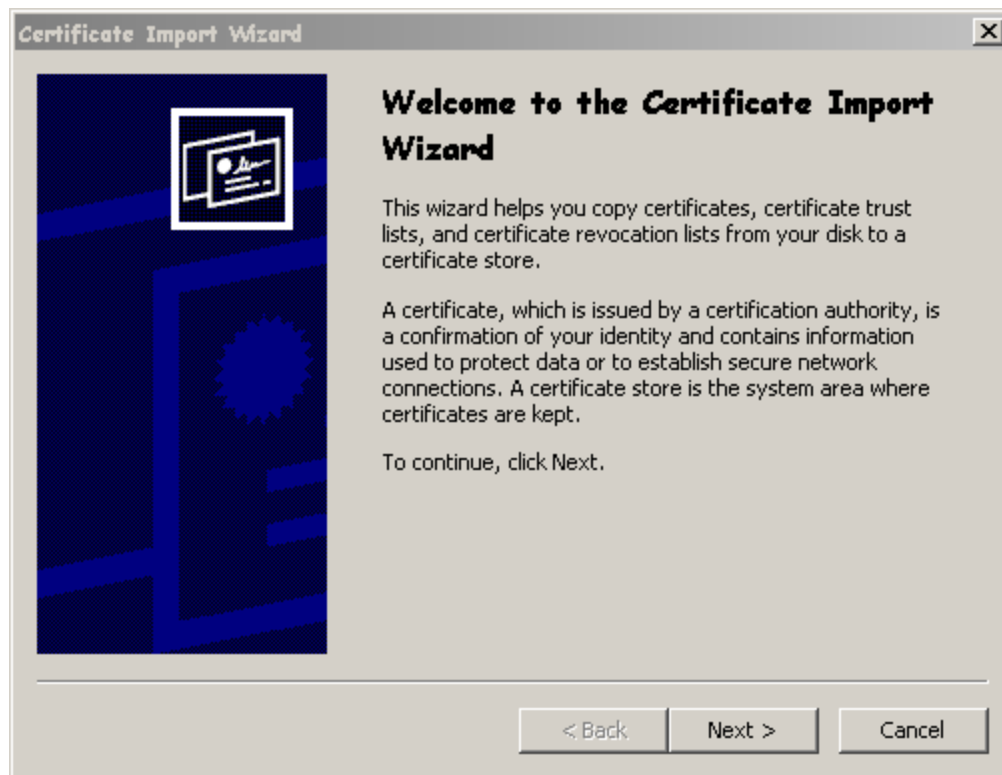 Certificate Import Wizard
Welcome to the Certificate Import
Wizard
This wizard helps you copy certificates, certificate trust
lists, and certificate revocation lists from your disk to a
certificate store.
A certificate, which is issued by a certification authority, is
a confirmation of your identity and contains information
used to protect data or to establish secure network
connections. A certificate store is the system area where
certificates are kept.
To continue, click Next.
< Back
Next >
Cancel